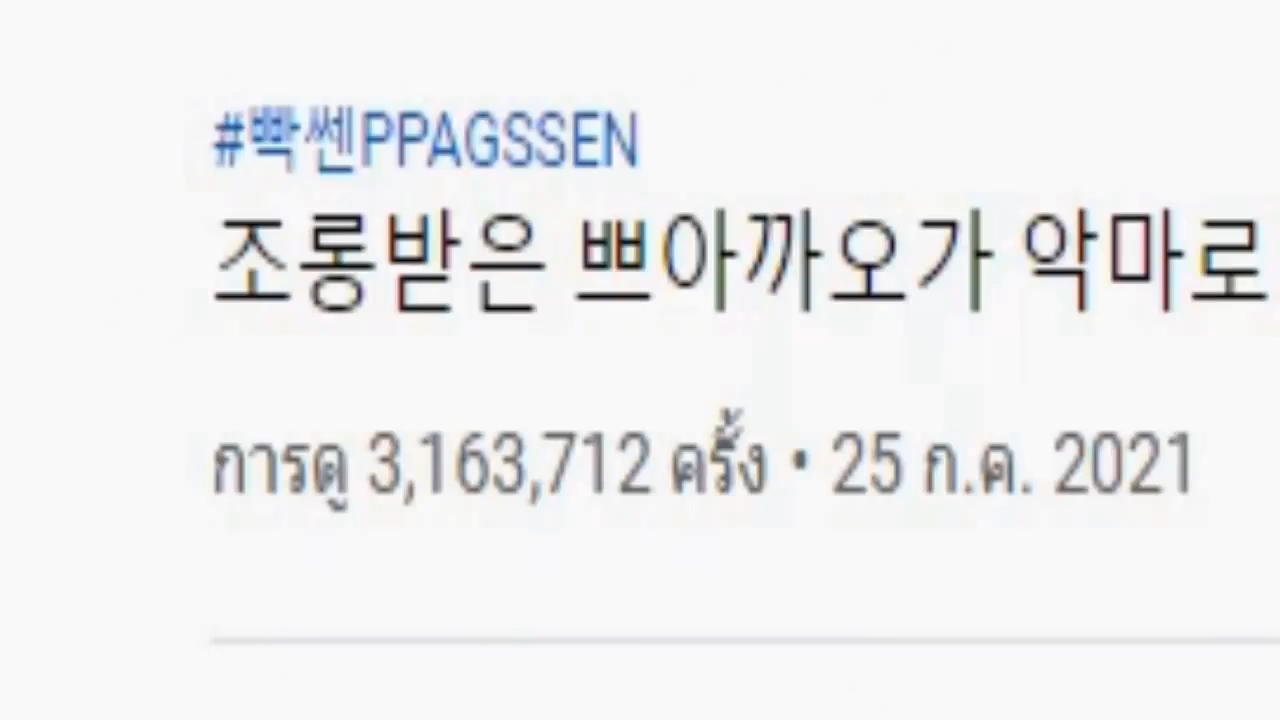 #빡쎈PPAGSSEN
조롱받은 쁘아까오가 악마로
การดู 3,163,712 ครั้ง • 25 ก.ค. 2021